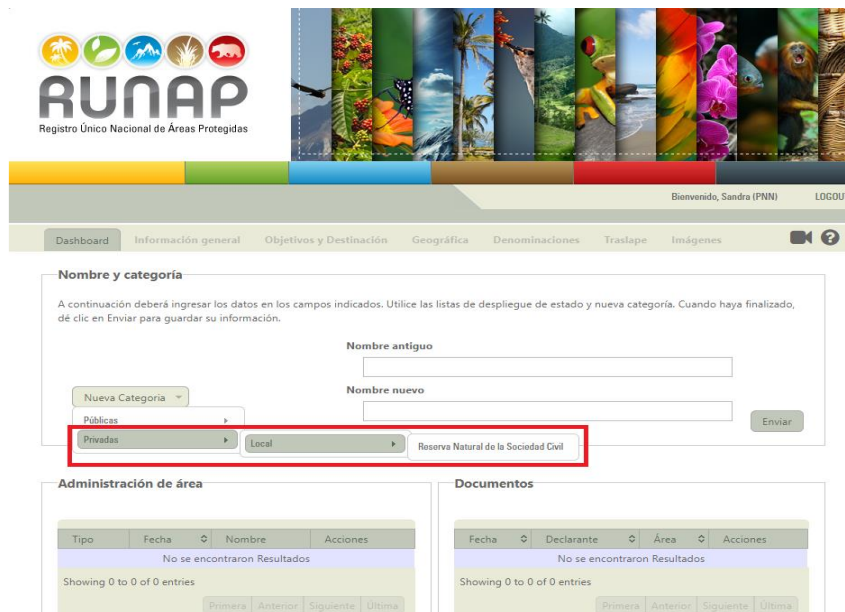 RUNAP
Registro Único Nacional de Áreas Protegidas
Bienvenido, Sandra (PNN) LOGOU
Dashboard Información general Objetivos y Destinación Geográfica Denominaciones Traslape Imágenes
Nombre y categoría
A continuación deberá ingresar los datos en los campos indicados. Utilice las listas de despliegue de estado y nueva categoría. Cuando haya finalizado,
dé clic en Enviar para guardar su información.
Nombre antiguo
Nueva Categoria
Nombre nuevo
Públicas
Enviar
Privadas Local Reserva Natural de la Sociedad Civil
Administración de área
Tipo Fecha Nombre Acciones
No se encontraron Resultados
Showing 0 to 0 of 0 entries
Primera Anterior Siguiente Última
Documentos
Fecha Declarante Área Acciones
No se encontraron Resultados
Showing 0 to 0 of 0 entries
Primera Anterior Siguiente Última